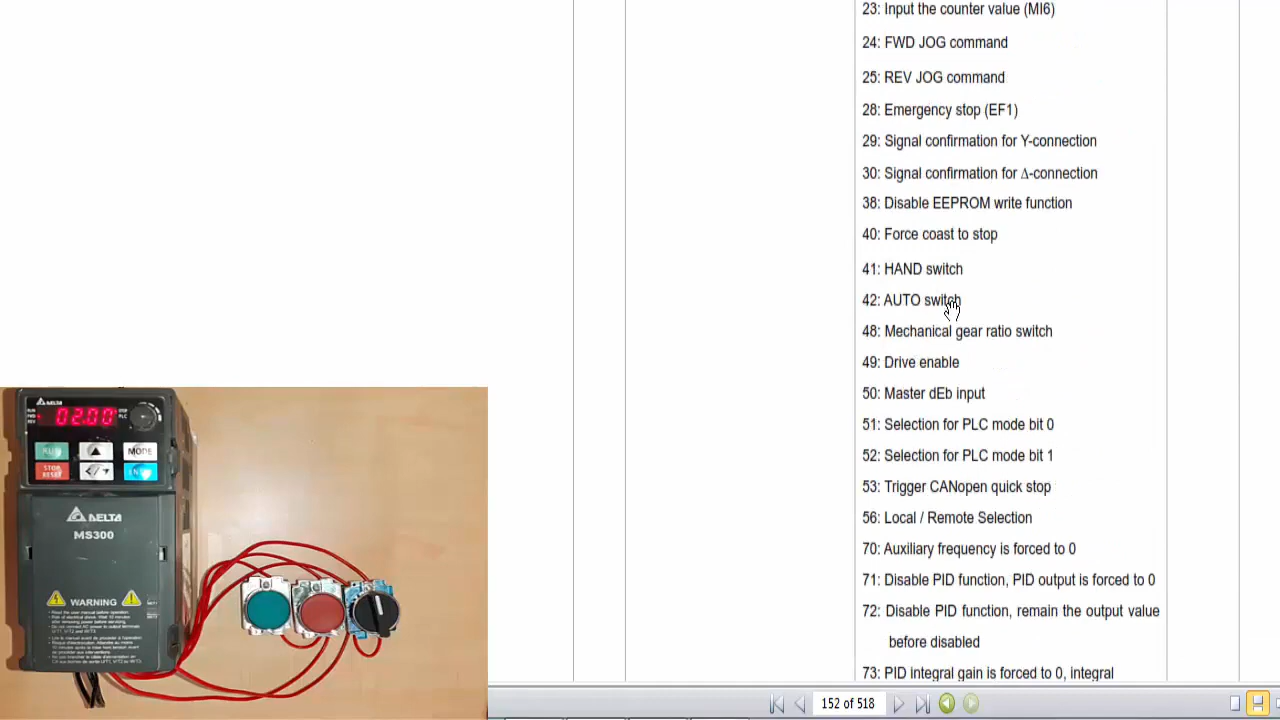 23: Input the counter value (MI6)
24: FWD JOG command
25: REV JOG command
28: Emergency stop (EF1)
29: Signal confirmation for Y-connection
30: Signal confirmation for Δ-connection
38: Disable EEPROM write function
40: Force coast to stop
41: HAND switch
42: AUTO switch
48: Mechanical gear ratio switch
49: Drive enable
50: Master dEb input
51: Selection for PLC mode bit 0
52: Selection for PLC mode bit 1
53: Trigger CANopen quick stop
56: Local / Remote Selection
70: Auxiliary frequency is forced to 0
71: Disable PID function, PID output is forced to 0
72: Disable PID function, remain the output value
before disabled
73: PID integral gain is forced to 0, integral
152 of 518
DELTA
02.00
RUN
MODE
STOP
RESET
DELTA
MS300
WARNING